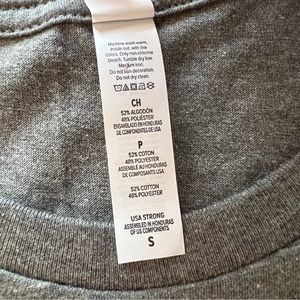 Machine wash warm,
inside out, with like
colors. Only non-chlorine
bleach. Tumble dry low.
Medium iron.
Do not iron decoration.
Do not dry clean.
CH
52% ALGODÓN
48% POLIÉSTER
ENSAMBLADO EN HONDURAS
DE COMPONENTES DE USA
P
52% COTON
48% POLYESTER
ASSEMBLÉ AU HONDURAS
DE COMPOSANTS USA
52% COTTON
48% POLYESTER
USA STRONG
ASSEMBLED IN HONDURAS
OF US COMPONENTS
S